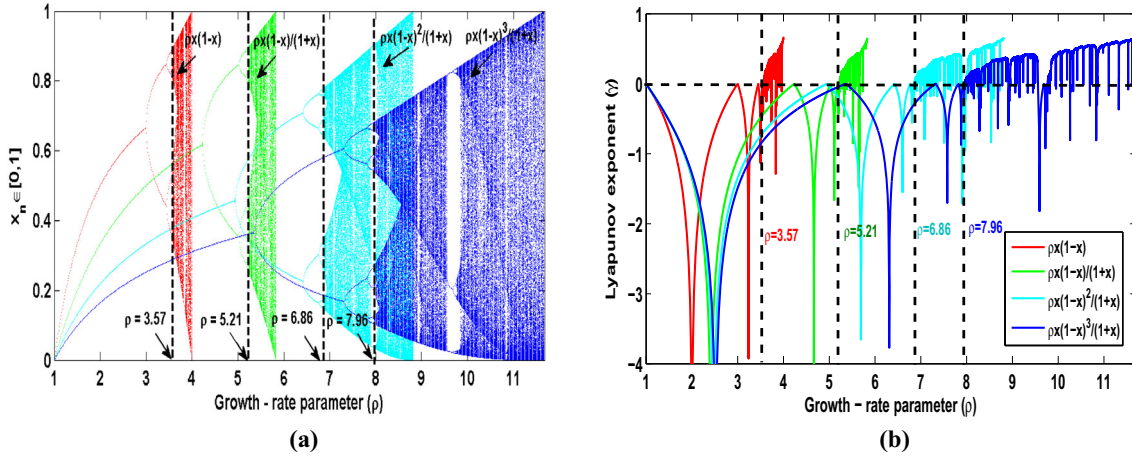 1
0.8
0.6
0.4
0.2
0
x_n ∈ [0, 1]
ρx(1-x)
ρx(1-x)/(1+x)
ρx(1-x)^2/(1+x)
ρx(1-x)^3/(1+x)
ρ = 3.57
ρ = 5.21
ρ = 6.86
ρ = 7.96
1 2 3 4 5 6 7 8 9 10 11
Growth - rate parameter (ρ)
(a)
1
0
−1
−2
−3
−4
Lyapunov exponent (γ)
ρ=3.57
ρ=5.21
ρ=6.86
ρ=7.96
ρx(1−x)
ρx(1−x)/(1+x)
ρx(1−x)^2/(1+x)
ρx(1−x)^3/(1+x)
1 2 3 4 5 6 7 8 9 10 11
Growth − rate parameter (ρ)
(b)